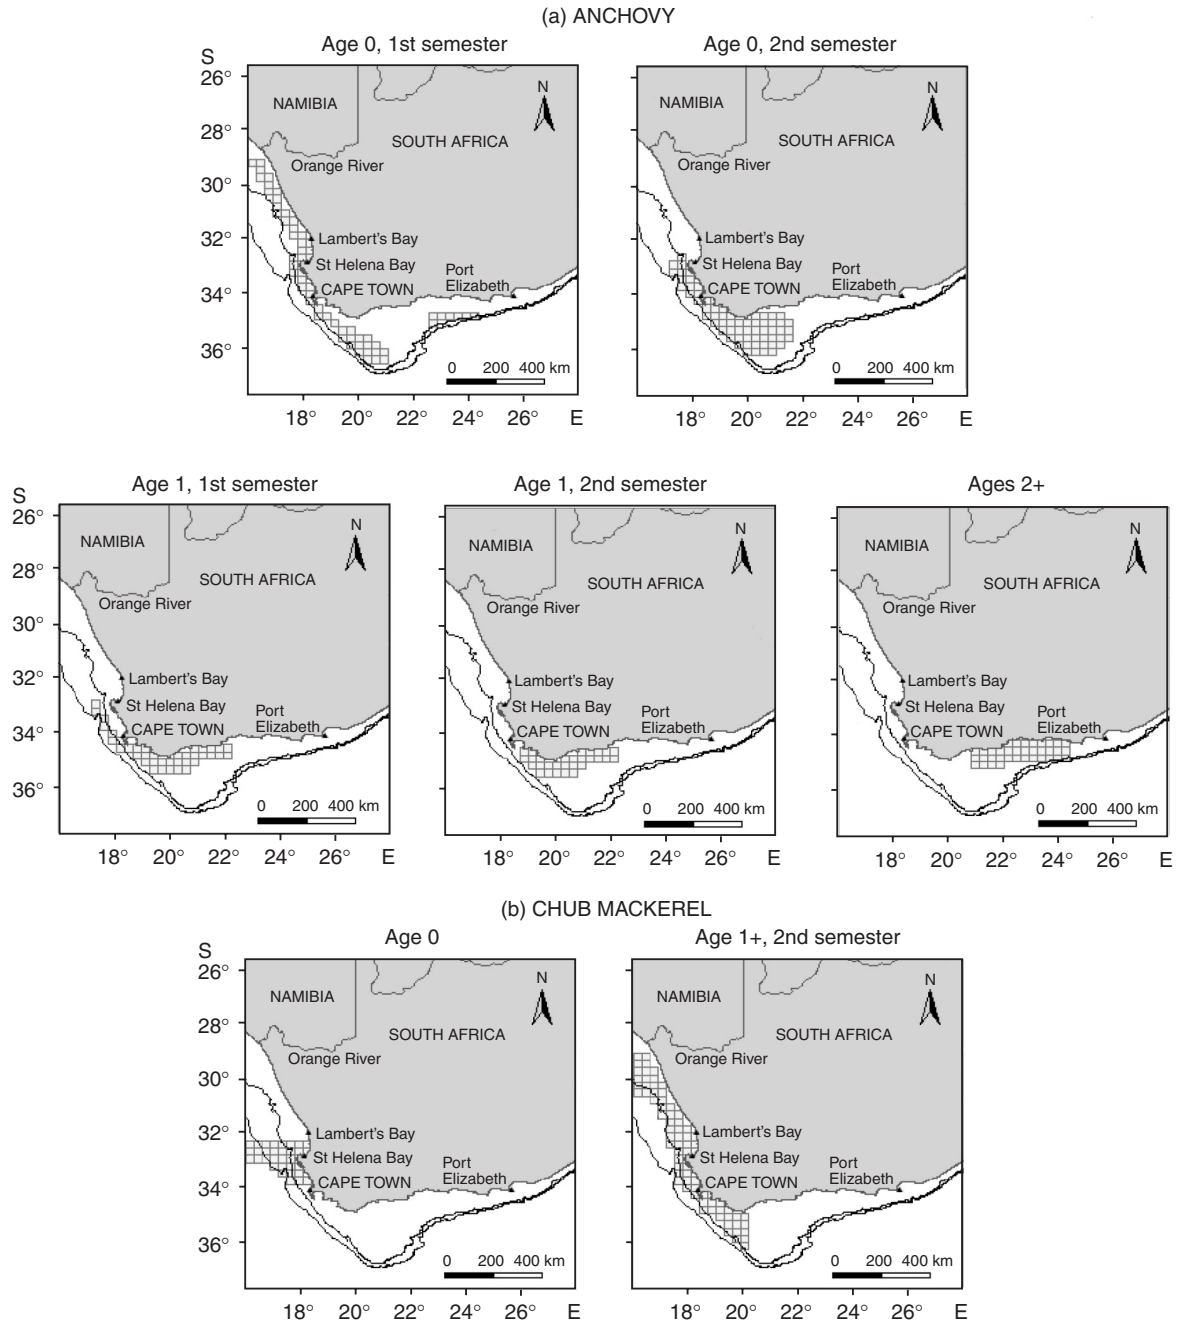 (a) ANCHOVY
Age 0, 1st semester
Age 0, 2nd semester
S
26°
28°
30°
32°
34°
36°
NAMIBIA
SOUTH AFRICA
N
Orange River
Lambert's Bay
St Helena Bay
CAPE TOWN
Port
Elizabeth
0 200 400 km
18° 20° 22° 24° 26° E
NAMIBIA
SOUTH AFRICA
N
Orange River
Lambert's Bay
St Helena Bay
CAPE TOWN
Port
Elizabeth
0 200 400 km
18° 20° 22° 24° 26° E
Age 1, 1st semester
Age 1, 2nd semester
Ages 2+
S
26°
28°
30°
32°
34°
36°
NAMIBIA
SOUTH AFRICA
N
Orange River
Lambert's Bay
St Helena Bay
CAPE TOWN
Port
Elizabeth
0 200 400 km
18° 20° 22° 24° 26° E
NAMIBIA
SOUTH AFRICA
N
Orange River
Lambert's Bay
St Helena Bay
CAPE TOWN
Port
Elizabeth
0 200 400 km
18° 20° 22° 24° 26° E
NAMIBIA
SOUTH AFRICA
N
Orange River
Lambert's Bay
St Helena Bay
CAPE TOWN
Port
Elizabeth
0 200 400 km
18° 20° 22° 24° 26° E
(b) CHUB MACKEREL
Age 0
Age 1+, 2nd semester
S
26°
28°
30°
32°
34°
36°
NAMIBIA
SOUTH AFRICA
N
Orange River
Lambert's Bay
St Helena Bay
CAPE TOWN
Port
Elizabeth
0 200 400 km
18° 20° 22° 24° 26° E
NAMIBIA
SOUTH AFRICA
N
Orange River
Lambert's Bay
St Helena Bay
CAPE TOWN
Port
Elizabeth
0 200 400 km
18° 20° 22° 24° 26° E